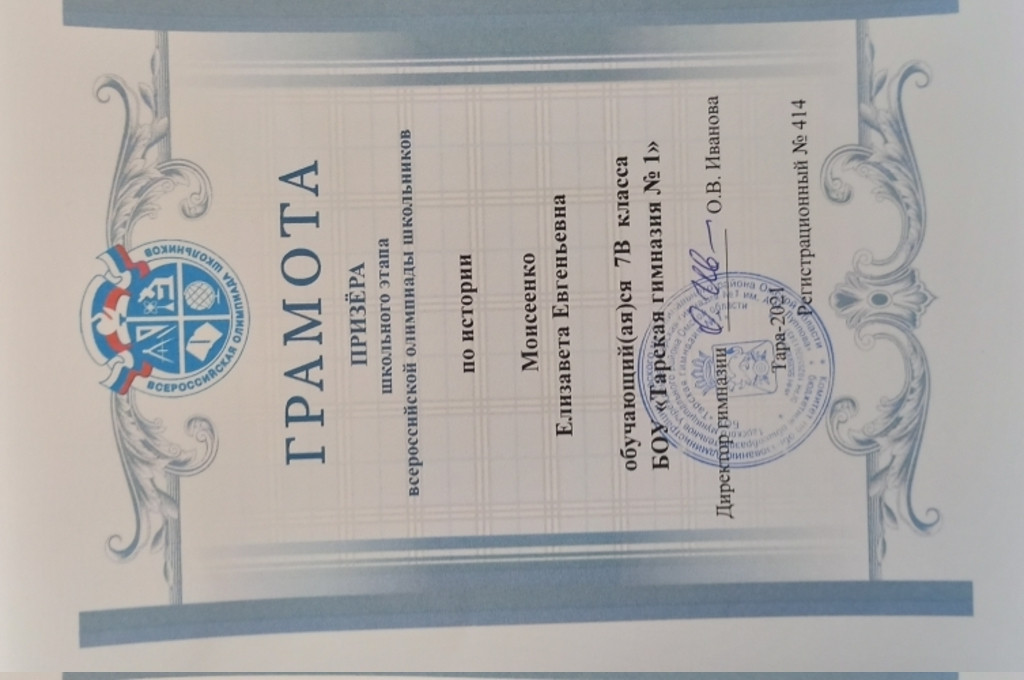 ВСЕРОССИЙСКАЯ ОЛИМПИАДА ШКОЛЬНИКОВ
ГРАМОТА
ПРИЗЁРА
школьного этапа
всероссийской олимпиады школьников
по истории
Моисеенко
Елизавета Евгеньевна
обучающий(ая)ся 7В класса
БОУ «Тарская гимназия № 1»
Директор гимназии О.В. Иванова
Тара-2021
Регистрационный № 414